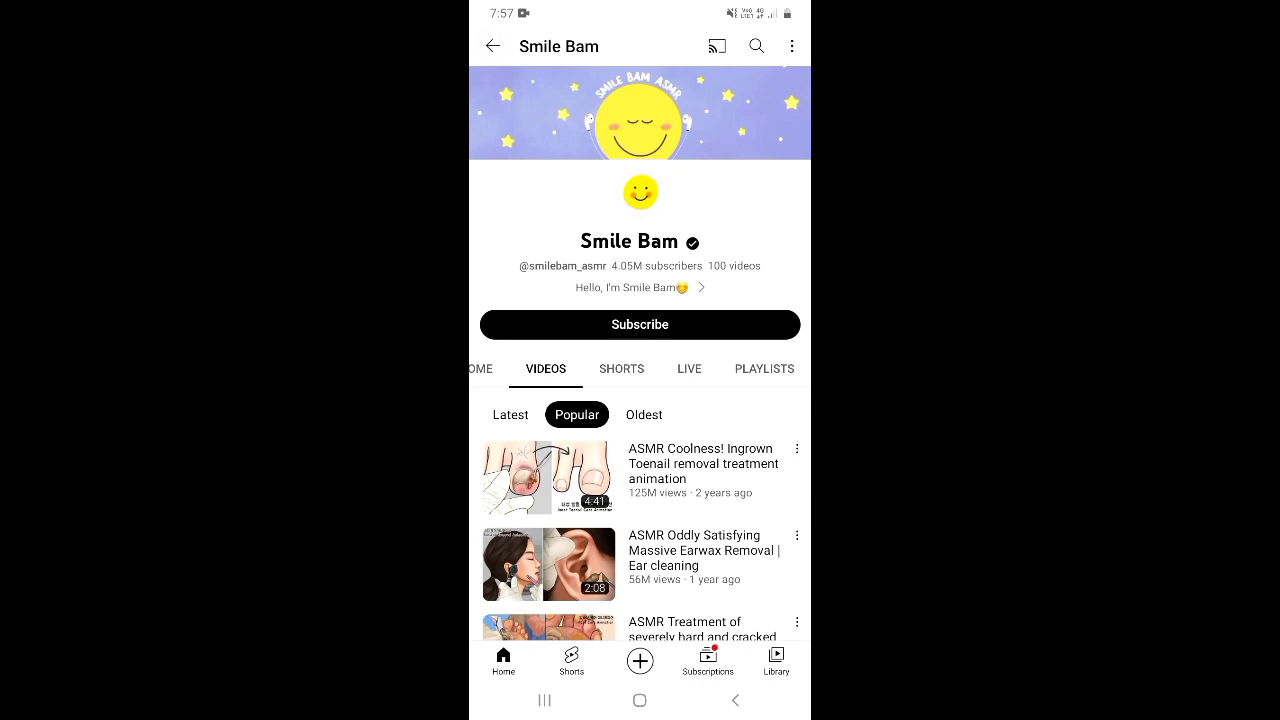 7:57
Smile Bam
SMILE BAM ASMR
Smile Bam
@smilebam_asmr 4.05M subscribers 100 videos
Hello, I'm Smile Bam😊 >
Subscribe
OME VIDEOS SHORTS LIVE PLAYLISTS
Latest Popular Oldest
ASMR Coolness! Ingrown
Toenail removal treatment
animation
125M views · 2 years ago
4:41
ASMR Oddly Satisfying
Massive Earwax Removal |
Ear cleaning
56M views · 1 year ago
2:08
ASMR Treatment of
severely hard and cracked
Home Shorts Subscriptions Library